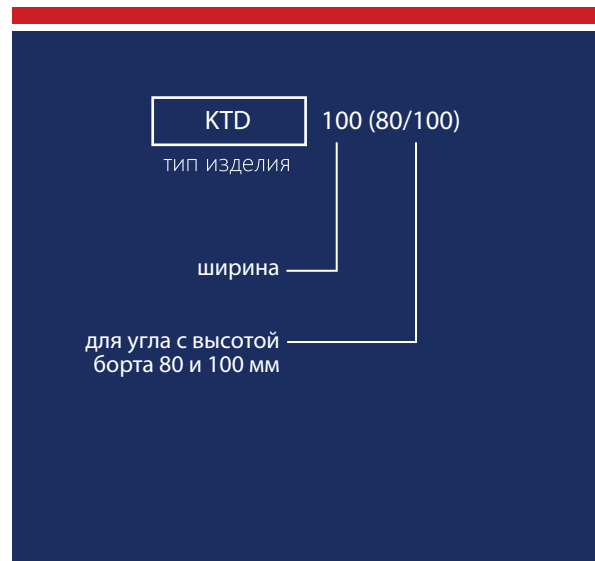 KTD 100 (80/100)
тип изделия
ширина
для угла с высотой
борта 80 и 100 мм